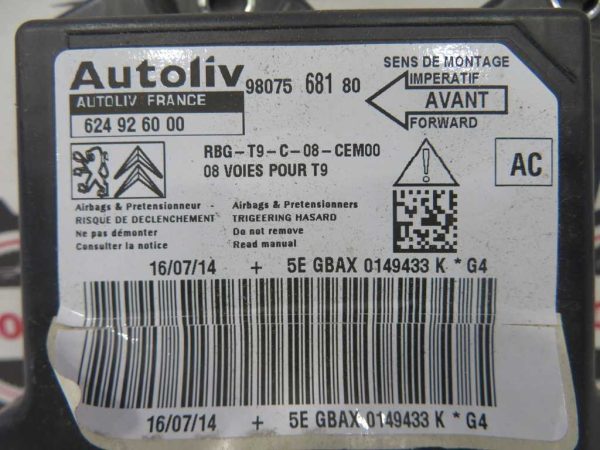 Autoliv
AUTOLIV FRANCE
624 92 60 00
98075 681 80
SENS DE MONTAGE
IMPERATIF
AVANT
FORWARD
RBG-T9-C-08-CEM00
08 VOIES POUR T9
AC
Airbags & Pretensionneur
RISQUE DE DECLENCHEMENT
Ne pas démonter
Consulter la notice
Airbags & Pretensionners
TRIGEERING HASARD
Do not remove
Read manual
16/07/14 + 5E GBAX 0149433 K * G4
16/07/14 + 5E GBAX 0149433 K * G4